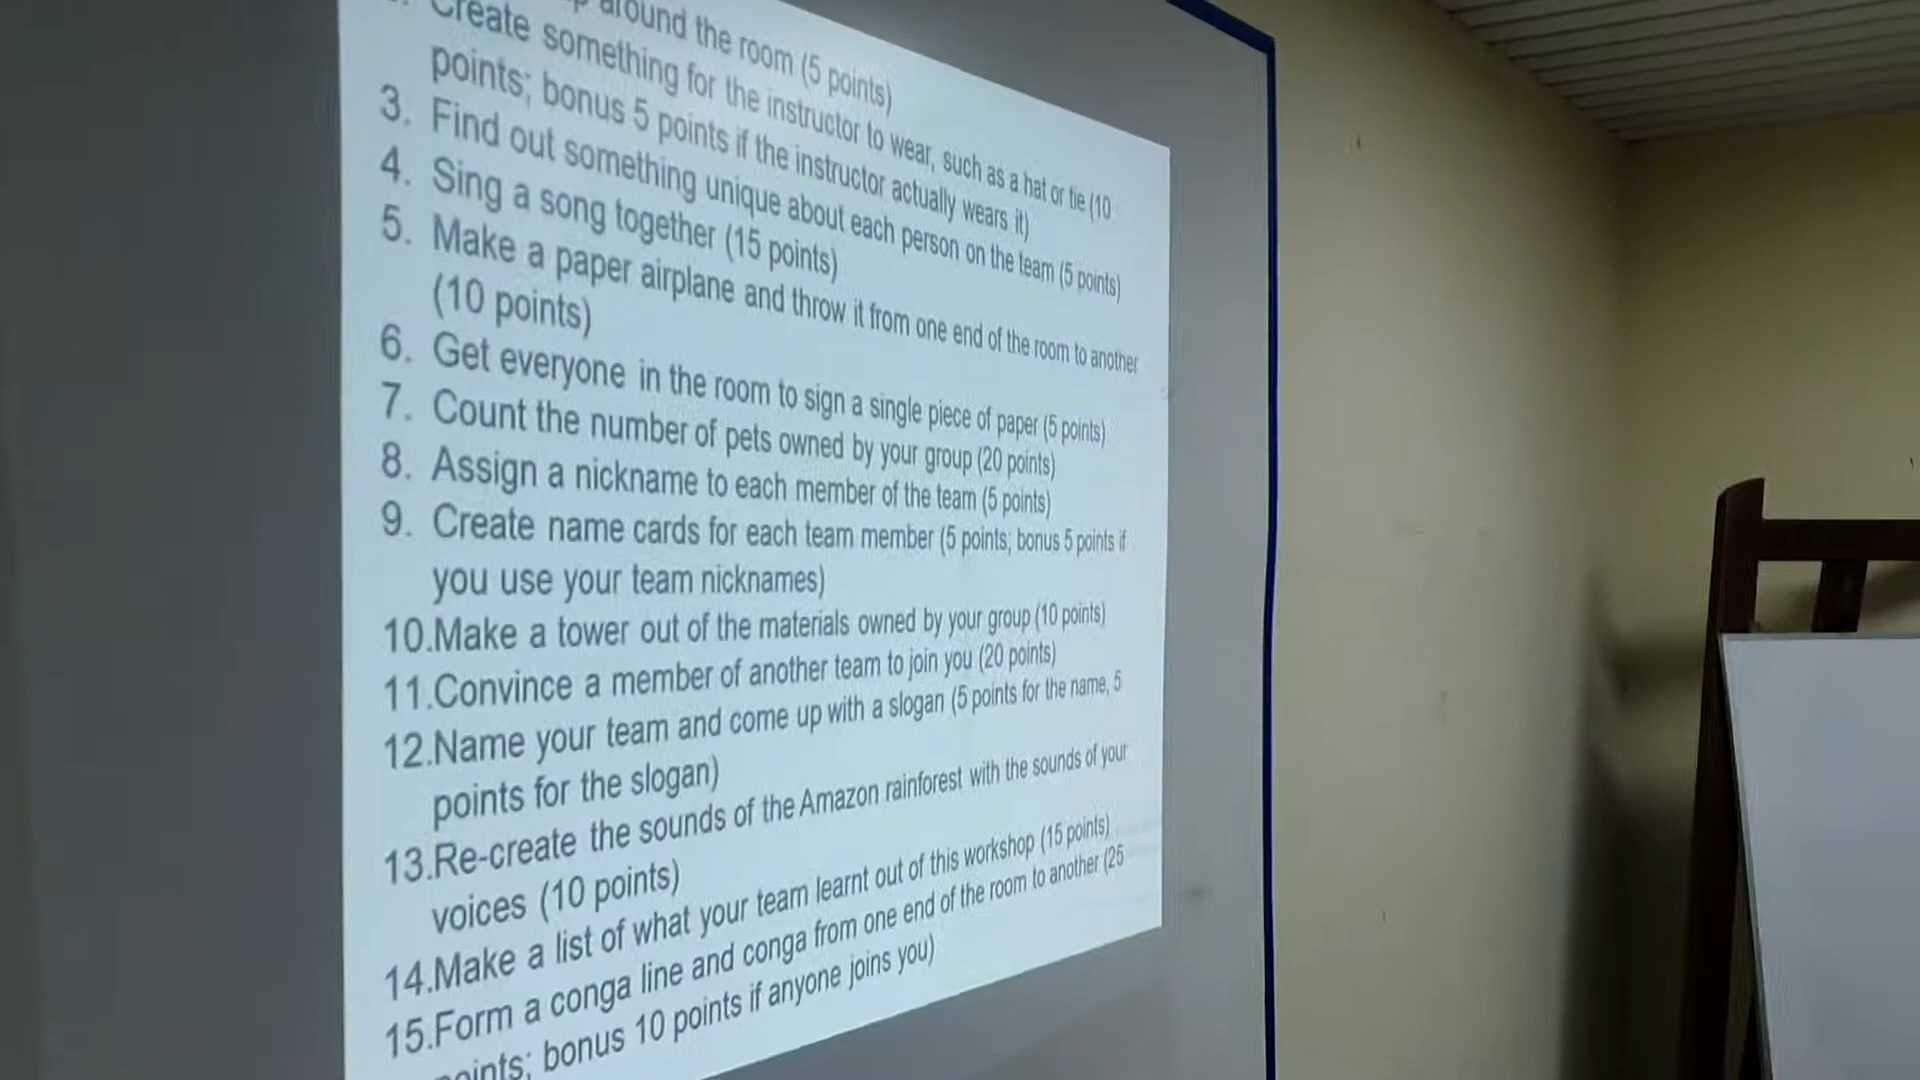 around the room (5 points)
Create something for the instructor to wear, such as a hat or tie (10
points; bonus 5 points if the instructor actually wears it)
3. Find out something unique about each person on the team (5 points)
4. Sing a song together (15 points)
5. Make a paper airplane and throw it from one end of the room to another
(10 points)
6. Get everyone in the room to sign a single piece of paper (5 points)
7. Count the number of pets owned by your group (20 points)
8. Assign a nickname to each member of the team (5 points)
9. Create name cards for each team member (5 points; bonus 5 points if
you use your team nicknames)
10.Make a tower out of the materials owned by your group (10 points)
11.Convince a member of another team to join you (20 points)
12.Name your team and come up with a slogan (5 points for the name, 5
points for the slogan)
13.Re-create the sounds of the Amazon rainforest with the sounds of your
voices (10 points)
14.Make a list of what your team learnt out of this workshop (15 points)
15.Form a conga line and conga from one end of the room to another (25
points; bonus 10 points if anyone joins you)